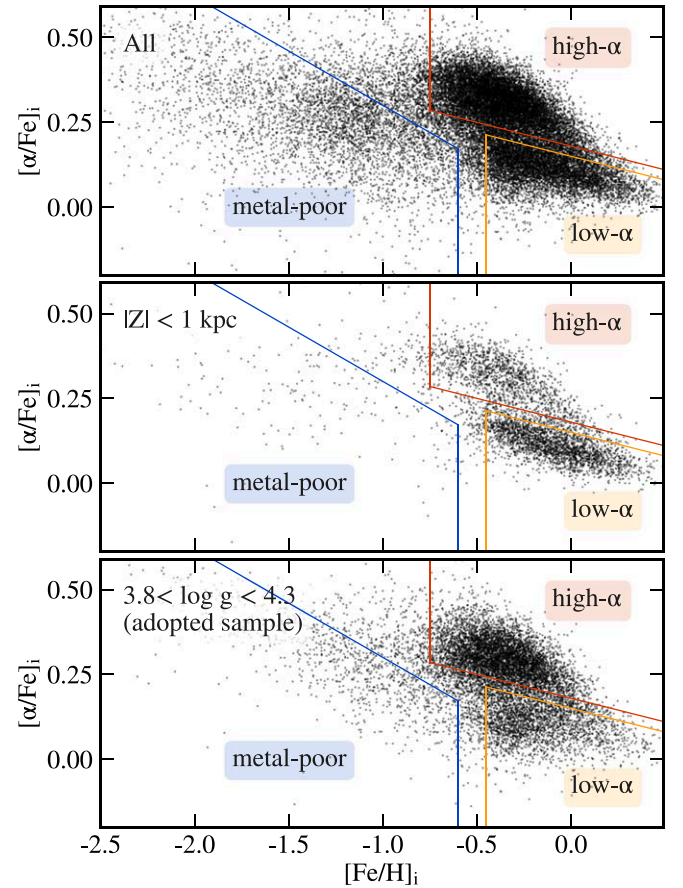 All
high-α
0.50
[α/Fe]i
0.25
metal-poor
0.00
low-α
|Z| < 1 kpc
high-α
0.50
[α/Fe]i
0.25
metal-poor
0.00
low-α
3.8< log g < 4.3
(adopted sample)
high-α
0.50
[α/Fe]i
0.25
metal-poor
0.00
low-α
-2.5 -2.0 -1.5 -1.0 -0.5 0.0
[Fe/H]i